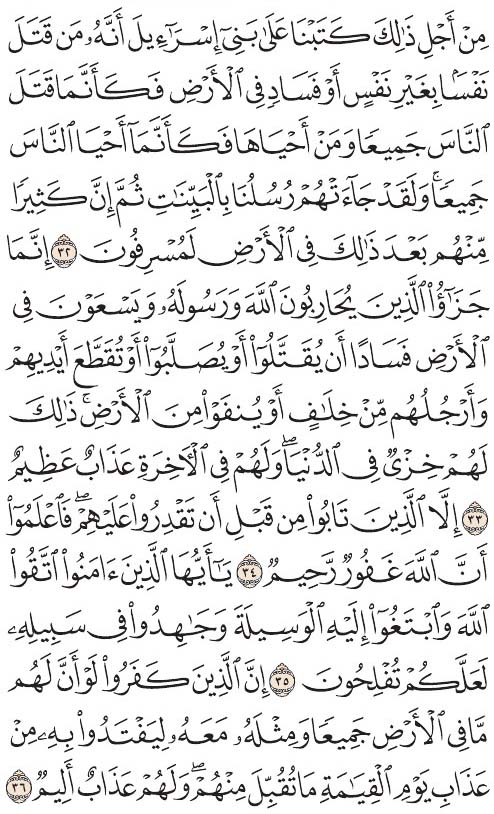 مِنْ أَجْلِ ذَٰلِكَ كَتَبْنَا عَلَىٰ بَنِىٓ إِسْرَٰٓءِيلَ أَنَّهُۥ مَن قَتَلَ
نَفْسَۢا بِغَيْرِ نَفْسٍ أَوْ فَسَادٍ فِى ٱلْأَرْضِ فَكَأَنَّمَا قَتَلَ
ٱلنَّاسَ جَمِيعًا وَمَنْ أَحْيَاهَا فَكَأَنَّمَآ أَحْيَا ٱلنَّاسَ
جَمِيعًا ۚ وَلَقَدْ جَآءَتْهُمْ رُسُلُنَا بِٱلْبَيِّنَٰتِ ثُمَّ إِنَّ كَثِيرًا
مِّنْهُم بَعْدَ ذَٰلِكَ فِى ٱلْأَرْضِ لَمُسْرِفُونَ ٣٢ إِنَّمَا
جَزَٰٓؤُا۟ ٱلَّذِينَ يُحَارِبُونَ ٱللَّهَ وَرَسُولَهُۥ وَيَسْعَوْنَ فِى
ٱلْأَرْضِ فَسَادًا أَن يُقَتَّلُوٓا۟ أَوْ يُصَلَّبُوٓا۟ أَوْ تُقَطَّعَ أَيْدِيهِمْ
وَأَرْجُلُهُم مِّنْ خِلَٰفٍ أَوْ يُنفَوْا۟ مِنَ ٱلْأَرْضِ ۚ ذَٰلِكَ
لَهُمْ خِزْىٌ فِى ٱلدُّنْيَا ۖ وَلَهُمْ فِى ٱلْءَاخِرَةِ عَذَابٌ عَظِيمٌ
٣٣ إِلَّا ٱلَّذِينَ تَابُوا۟ مِن قَبْلِ أَن تَقْدِرُوا۟ عَلَيْهِمْ ۖ فَٱعْلَمُوٓا۟
أَنَّ ٱللَّهَ غَفُورٌ رَّحِيمٌ ٣٤ يَٰٓأَيُّهَا ٱلَّذِينَ ءَامَنُوا۟ ٱتَّقُوا۟
ٱللَّهَ وَٱبْتَغُوٓا۟ إِلَيْهِ ٱلْوَسِيلَةَ وَجَٰهِدُوا۟ فِى سَبِيلِهِۦ
لَعَلَّكُمْ تُفْلِحُونَ ٣٥ إِنَّ ٱلَّذِينَ كَفَرُوا۟ لَوْ أَنَّ لَهُم
مَّا فِى ٱلْأَرْضِ جَمِيعًا وَمِثْلَهُۥ مَعَهُۥ لِيَفْتَدُوا۟ بِهِۦ مِنْ
عَذَابِ يَوْمِ ٱلْقِيَٰمَةِ مَا تُقُبِّلَ مِنْهُمْ ۖ وَلَهُمْ عَذَابٌ أَلِيمٌ ٣٦